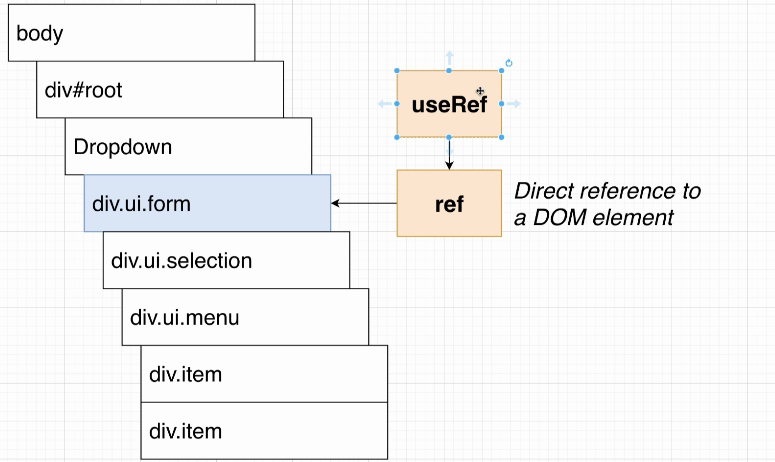 body
div#root
Dropdown
div.ui.form
div.ui.selection
div.ui.menu
div.item
div.item
useRef
ref
Direct reference to
a DOM element